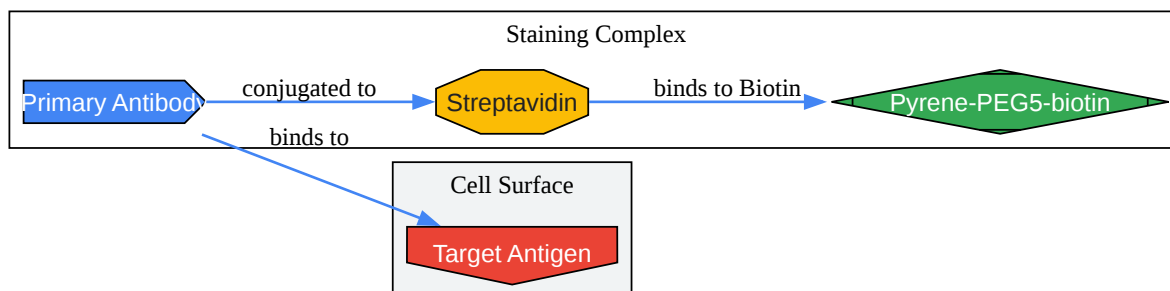 Staining Complex
Primary Antibody
conjugated to
Streptavidin
binds to Biotin
Pyrene-PEG5-biotin
binds to
Cell Surface
Target Antigen